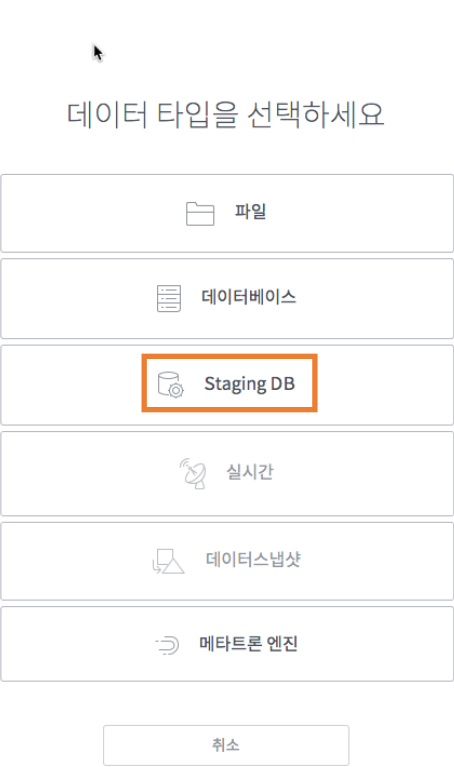 데이터 타입을 선택하세요
파일
데이터베이스
Staging DB
실시간
데이터스냅샷
메타트론 엔진
취소